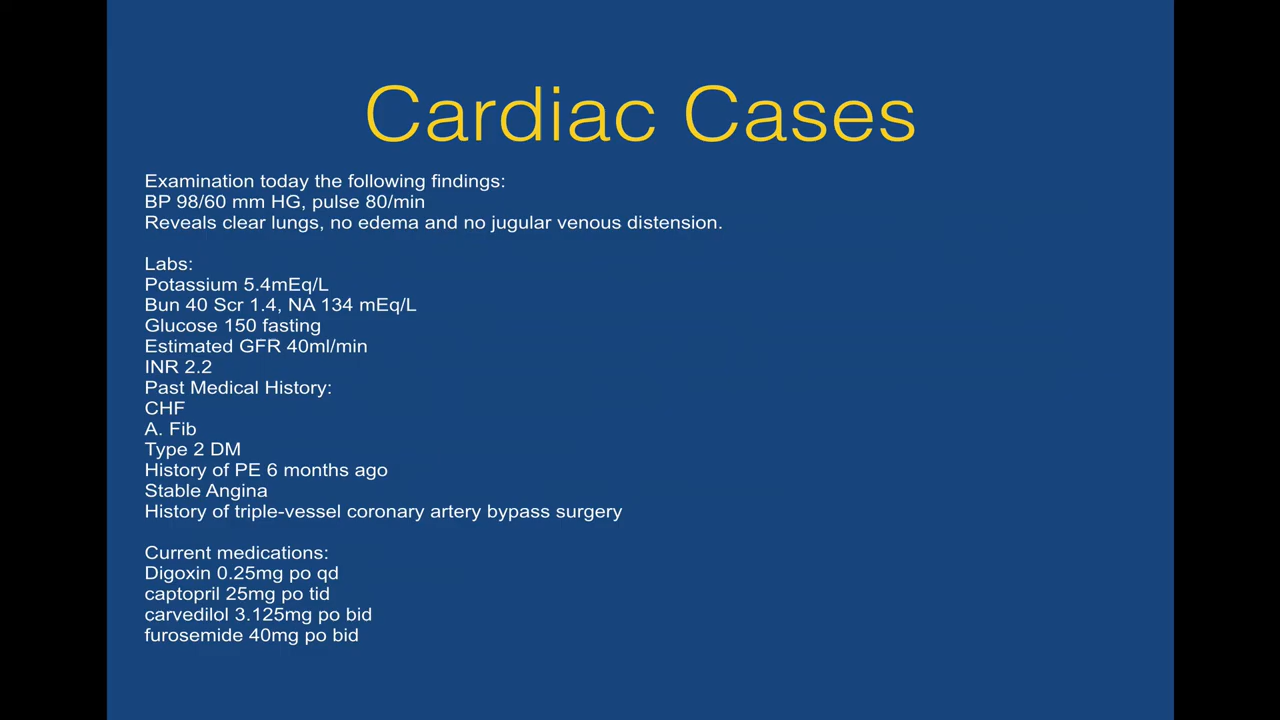 Cardiac Cases
Examination today the following findings:
BP 98/60 mm HG, pulse 80/min
Reveals clear lungs, no edema and no jugular venous distension.
Labs:
Potassium 5.4mEq/L
Bun 40 Scr 1.4, NA 134 mEq/L
Glucose 150 fasting
Estimated GFR 40ml/min
INR 2.2
Past Medical History:
CHF
A. Fib
Type 2 DM
History of PE 6 months ago
Stable Angina
History of triple-vessel coronary artery bypass surgery
Current medications:
Digoxin 0.25mg po qd
captopril 25mg po tid
carvedilol 3.125mg po bid
furosemide 40mg po bid